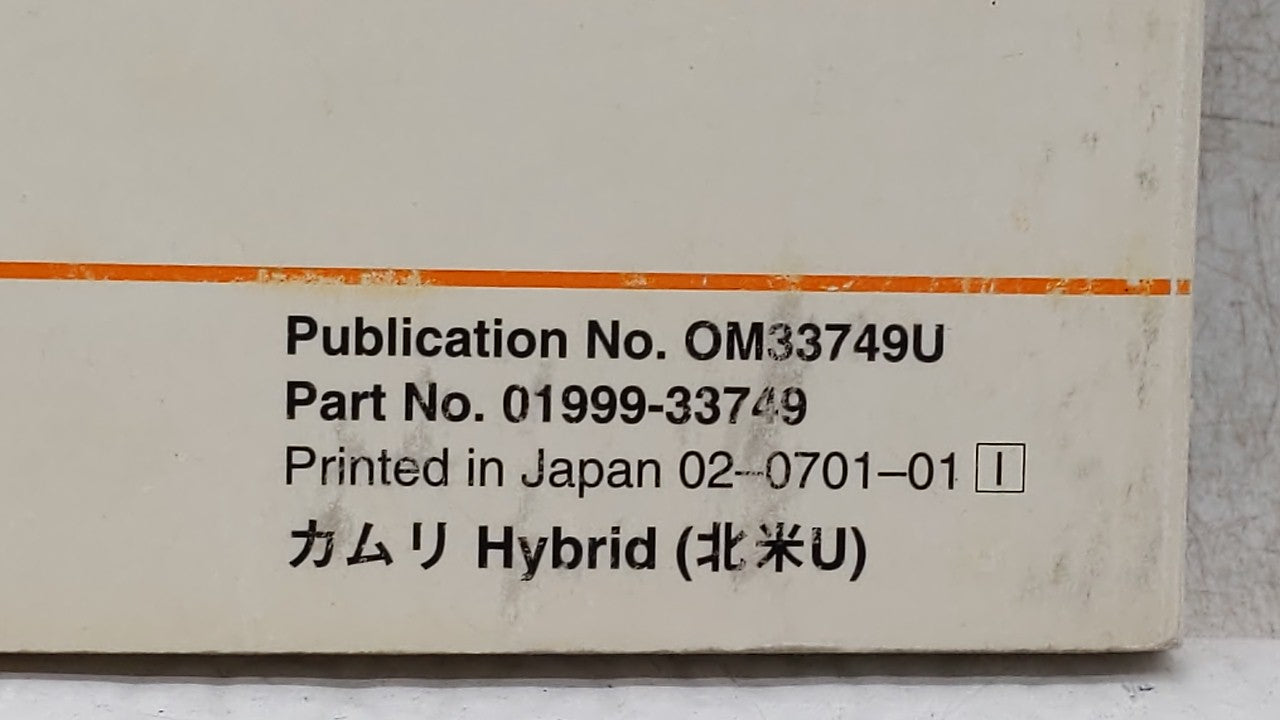 Publication No. OM33749U
Part No. 01999-33749
Printed in Japan 02–0701–01 I
カムリ Hybrid (北米U)